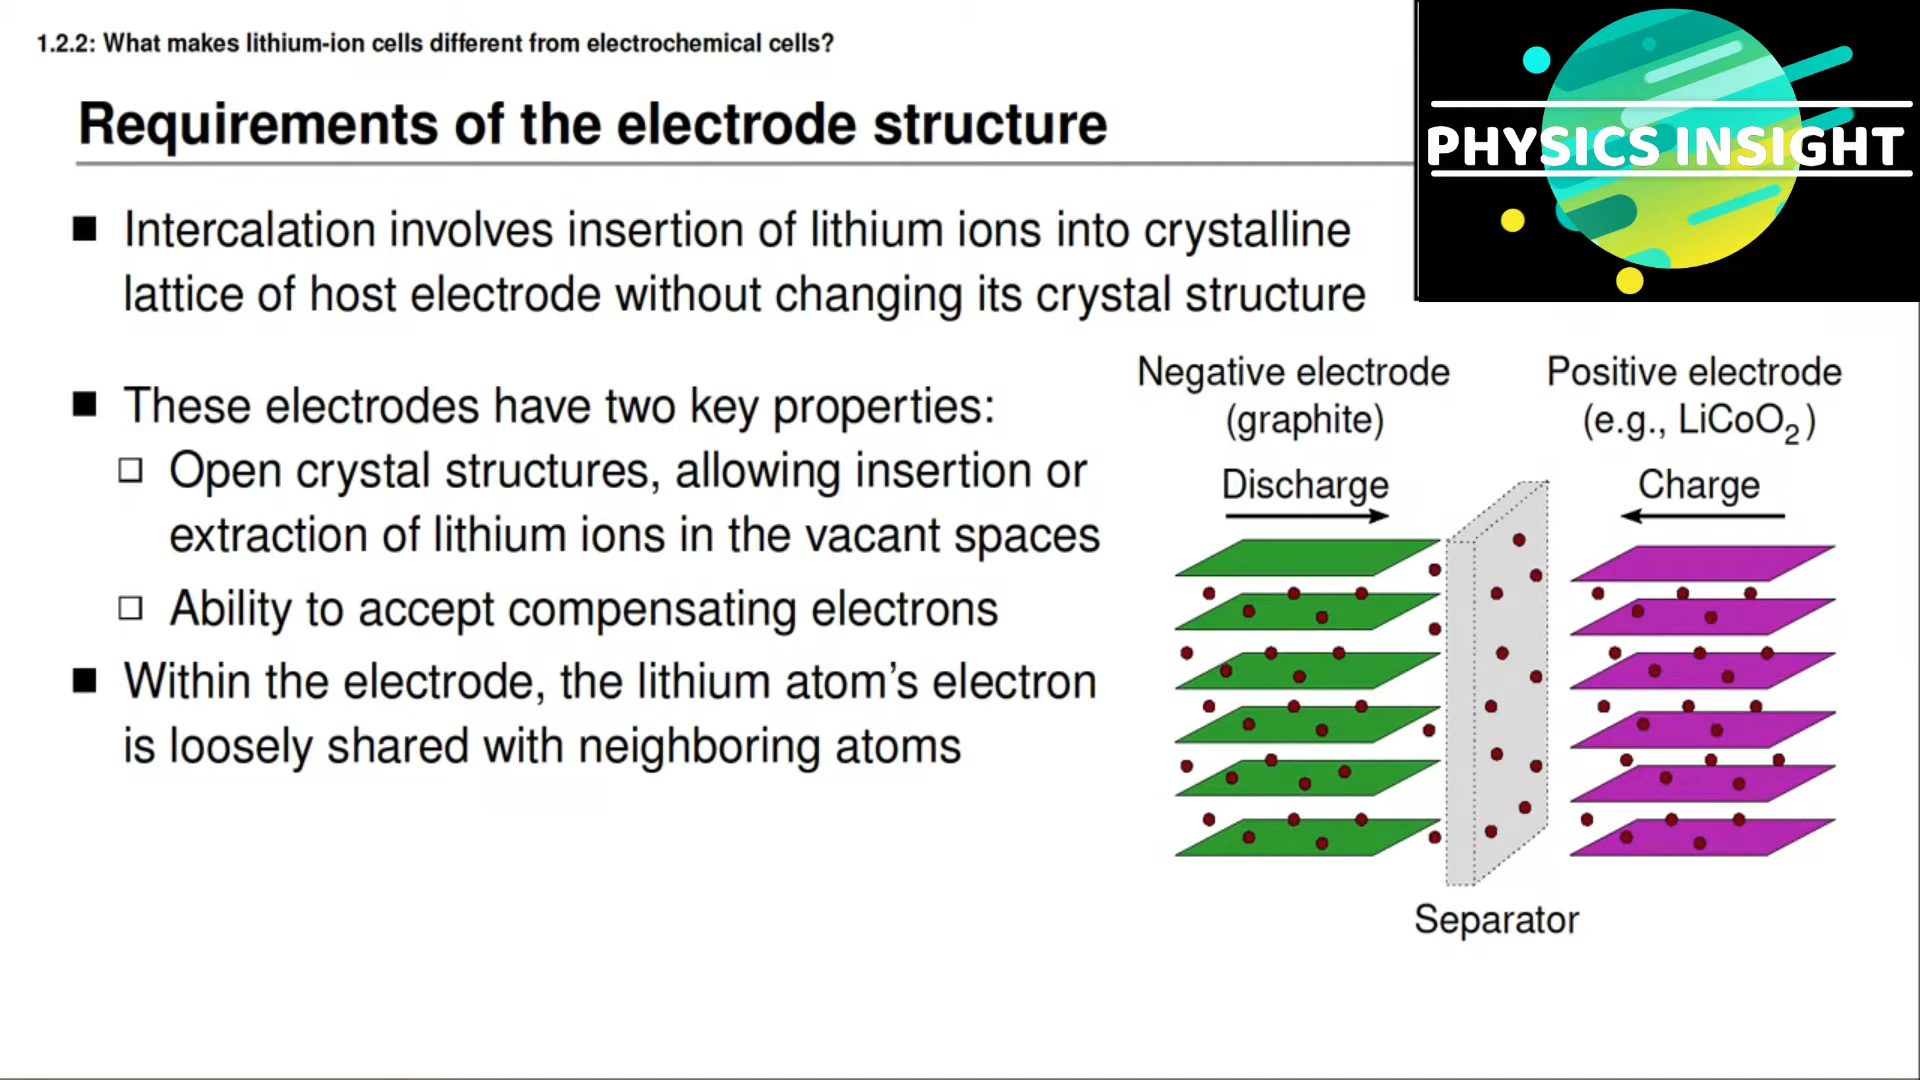 1.2.2: What makes lithium-ion cells different from electrochemical cells?
Requirements of the electrode structure
PHYSICS INSIGHT
Intercalation involves insertion of lithium ions into crystalline
lattice of host electrode without changing its crystal structure
These electrodes have two key properties:
Open crystal structures, allowing insertion or
extraction of lithium ions in the vacant spaces
Ability to accept compensating electrons
Within the electrode, the lithium atom’s electron
is loosely shared with neighboring atoms
Negative electrode
(graphite)
Positive electrode
(e.g., LiCoO₂)
Discharge
Charge
Separator